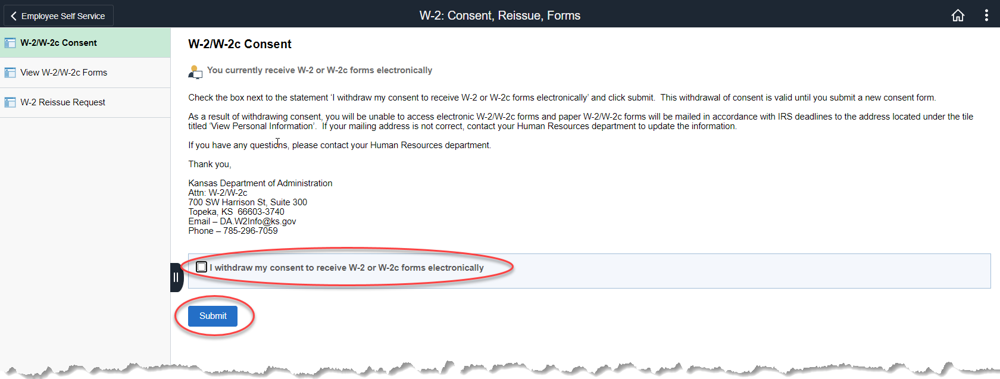 Employee Self Service
W-2: Consent, Reissue, Forms
W-2/W-2c Consent
View W-2/W-2c Forms
W-2 Reissue Request
W-2/W-2c Consent
You currently receive W-2 or W-2c forms electronically
Check the box next to the statement ‘I withdraw my consent to receive W-2 or W-2c forms electronically’ and click submit.  This withdrawal of consent is valid until you submit a new consent form.
As a result of withdrawing consent, you will be unable to access electronic W-2/W-2c forms and paper W-2/W-2c forms will be mailed in accordance with IRS deadlines to the address located under the tile
titled ‘View Personal Information’.  If your mailing address is not correct, contact your Human Resources department to update the information.
If you have any questions, please contact your Human Resources department.
Thank you,
Kansas Department of Administration
Attn: W-2/W-2c
700 SW Harrison St, Suite 300
Topeka, KS  66603-3740
Email – DA.W2Info@ks.gov
Phone – 785-296-7059
I withdraw my consent to receive W-2 or W-2c forms electronically
Submit